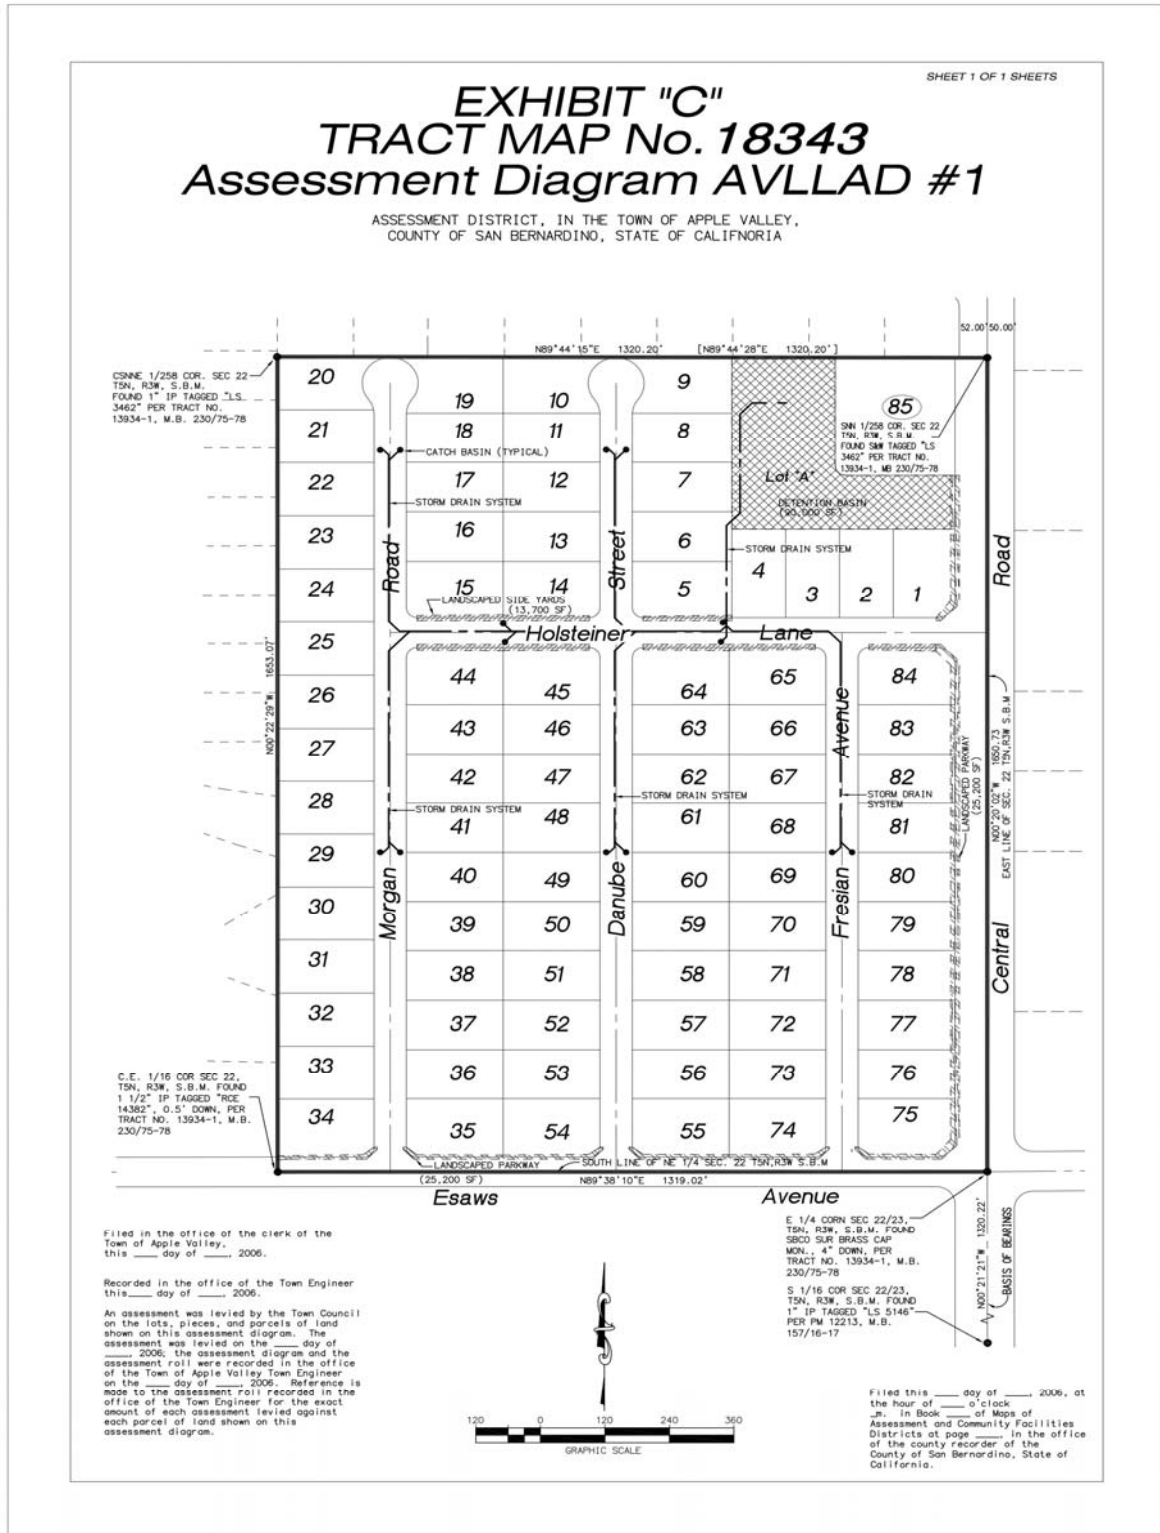 SHEET 1 OF 1 SHEETS
EXHIBIT "C"
TRACT MAP No. 18343
Assessment Diagram AVLLAD #1
ASSESSMENT DISTRICT, IN THE TOWN OF APPLE VALLEY,
COUNTY OF SAN BERNARDINO, STATE OF CALIFNORIA
52.00'50.00'
N89°44'15"E 1320.20' [N89°44'28"E 1320.20']
CSNNE 1/258 COR. SEC 22
T5N, R3W, S.B.M.
FOUND 1" IP TAGGED "LS
3462" PER TRACT NO.
13934-1, M.B. 230/75-78
20
19
10
9
85
SNN 1/258 COR. SEC 22
T5N, R3W, S.B.M.
FOUND S&W TAGGED "LS
3462" PER TRACT NO.
13934-1, MB 230/75-78
21
18
11
8
CATCH BASIN (TYPICAL)
22
17
12
7
Lot "A"
DETENTION BASIN
(90,000 SF)
STORM DRAIN SYSTEM
23
16
13
6
STORM DRAIN SYSTEM
Road
Street
Road
24
15
14
5
4
3
2
1
LANDSCAPED SIDE YARDS
(13,700 SF)
Holsteiner
Lane
25
N00°22'29"W 1653.07'
26
44
45
64
65
84
27
43
46
63
66
83
Avenue
28
42
47
62
67
82
STORM DRAIN SYSTEM
STORM DRAIN SYSTEM
STORM DRAIN
SYSTEM
LANDSCAPED PARKWAY
(25,200 SF)
N00°20'02"W 1650.73
EAST LINE OF SEC. 22 T5N,R3W S.B.M
29
41
48
61
68
81
30
40
49
60
69
80
Morgan
Danube
Fresian
Central
31
39
50
59
70
79
32
38
51
58
71
78
33
37
52
57
72
77
34
36
53
56
73
76
35
54
55
74
75
C.E. 1/16 COR SEC 22,
T5N, R3W, S.B.M. FOUND
1 1/2" IP TAGGED "RCE
14382", 0.5' DOWN, PER
TRACT NO. 13934-1, M.B.
230/75-78
LANDSCAPED PARKWAY
(25,200 SF)
SOUTH LINE OF NE 1/4 SEC. 22 T5N,R3W S.B.M
N89°38'10"E 1319.02'
Esaws
Avenue
E 1/4 CORN SEC 22/23,
T5N, R3W, S.B.M. FOUND
SBCO SUR BRASS CAP
MON., 4" DOWN, PER
TRACT NO. 13934-1, M.B.
230/75-78
S 1/16 COR SEC 22/23,
T5N, R3W, S.B.M. FOUND
1" IP TAGGED "LS 5146"
PER PM 12213, M.B.
157/16-17
N00°21'21"W 1320.22'
BASIS OF BEARINGS
Filed in the office of the clerk of the
Town of Apple Valley,
this ____ day of ____, 2006.
Recorded in the office of the Town Engineer
this____ day of ____, 2006.
An assessment was levied by the Town Council
on the lots, pieces, and parcels of land
shown on this assessment diagram. The
assessment was levied on the ____ day of
____, 2006; the assessment diagram and the
assessment roll were recorded in the office
of the Town of Apple Valley Town Engineer
on the ____ day of ____, 2006. Reference is
made to the assessment roll recorded in the
office of the Town Engineer for the exact
amount of each assessment levied against
each parcel of land shown on this
assessment diagram.
120 0 120 240 360
GRAPHIC SCALE
Filed this ____ day of ____, 2006, at
the hour of ____ o'clock
_m. in Book ____ of Maps of
Assessment and Community Facilities
Districts at page ____, in the office
of the county recorder of the
County of San Bernardino, State of
California.